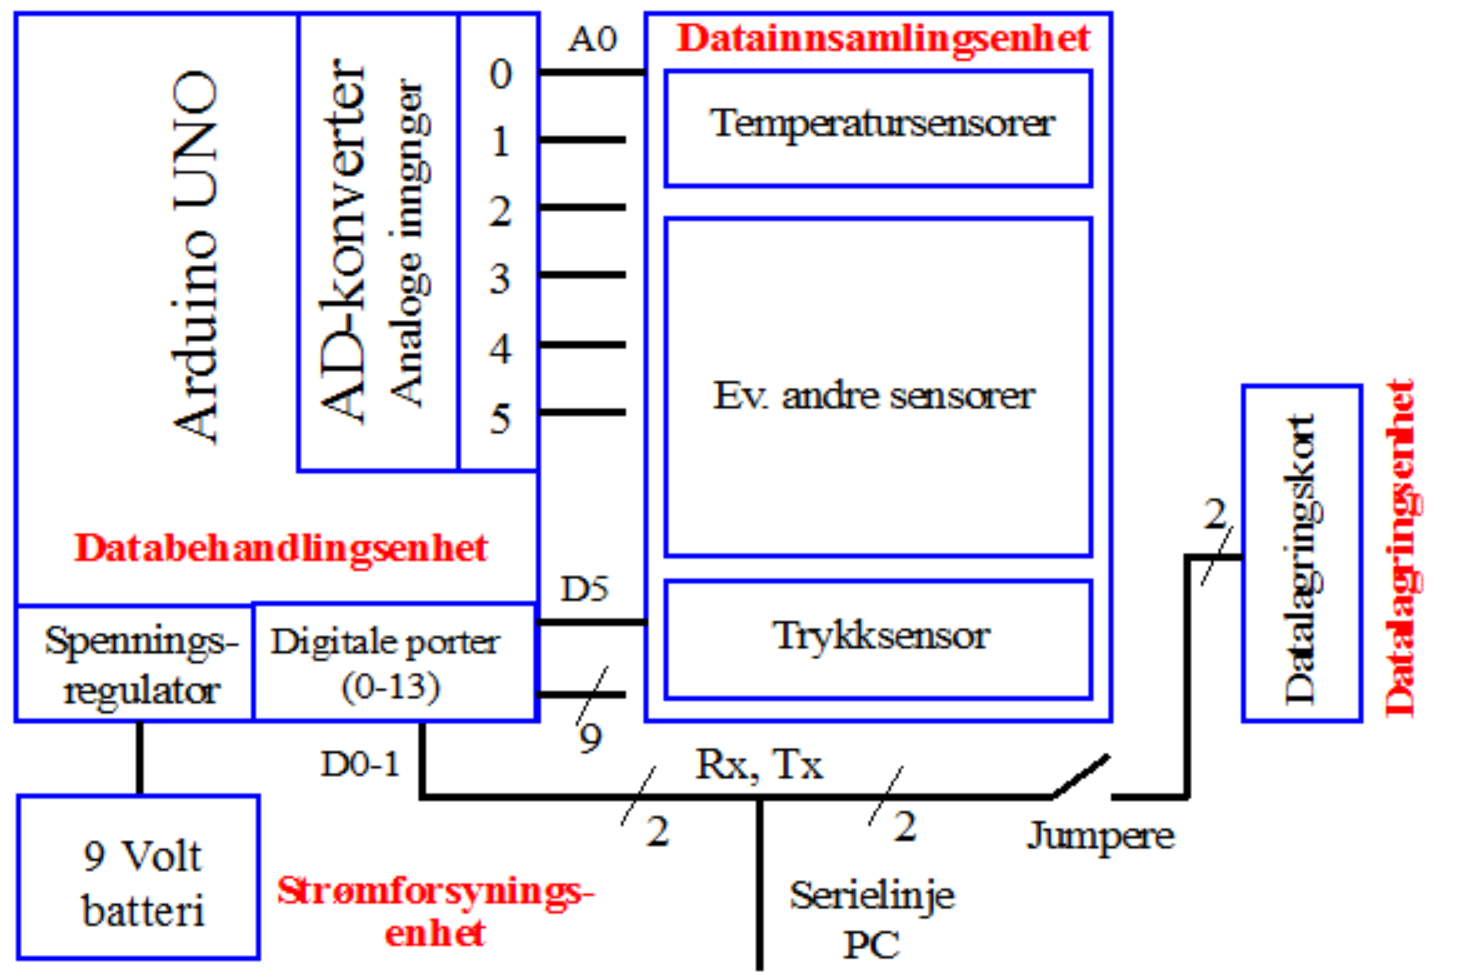 Arduino UNO
AD-konverter
Analoge inngnger
0
1
2
3
4
5
A0
Datainnsamlingsenhet
Temperatursensorer
Ev. andre sensorer
Trykksensor
Databehandlingsenhet
Spennings-
regulator
Digitale porter
(0-13)
D5
9
D0-1
Rx, Tx
2
2
Jumpere
2
Datalagringskort
Datalagringsenhet
9 Volt
batteri
Strømforsynings-
enhet
Serielinje
PC